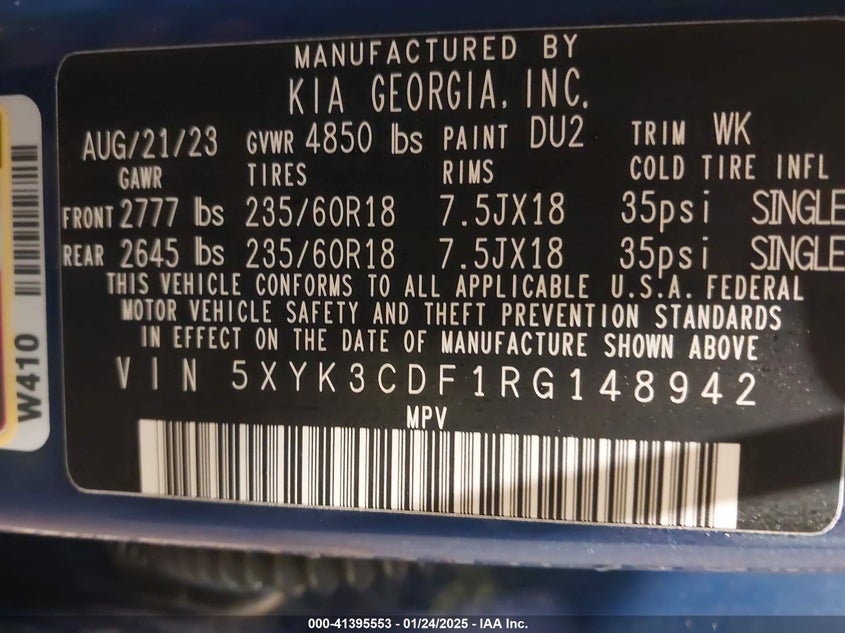 MANUFACTURED BY
KIA GEORGIA, INC.
AUG/21/23 GVWR 4850 lbs PAINT DU2 TRIM WK
GAWR TIRES RIMS COLD TIRE INFL
FRONT 2777 lbs 235/60R18 7.5JX18 35psi SINGLE
REAR 2645 lbs 235/60R18 7.5JX18 35psi SINGLE
THIS VEHICLE CONFORMS TO ALL APPLICABLE U.S.A. FEDERAL
MOTOR VEHICLE SAFETY AND THEFT PREVENTION STANDARDS
IN EFFECT ON THE DATE OF MANUFACTURE SHOWN ABOVE
VIN 5XYK3CDF1RG148942
MPV
W410
000-41395553 - 01/24/2025 - IAA Inc.